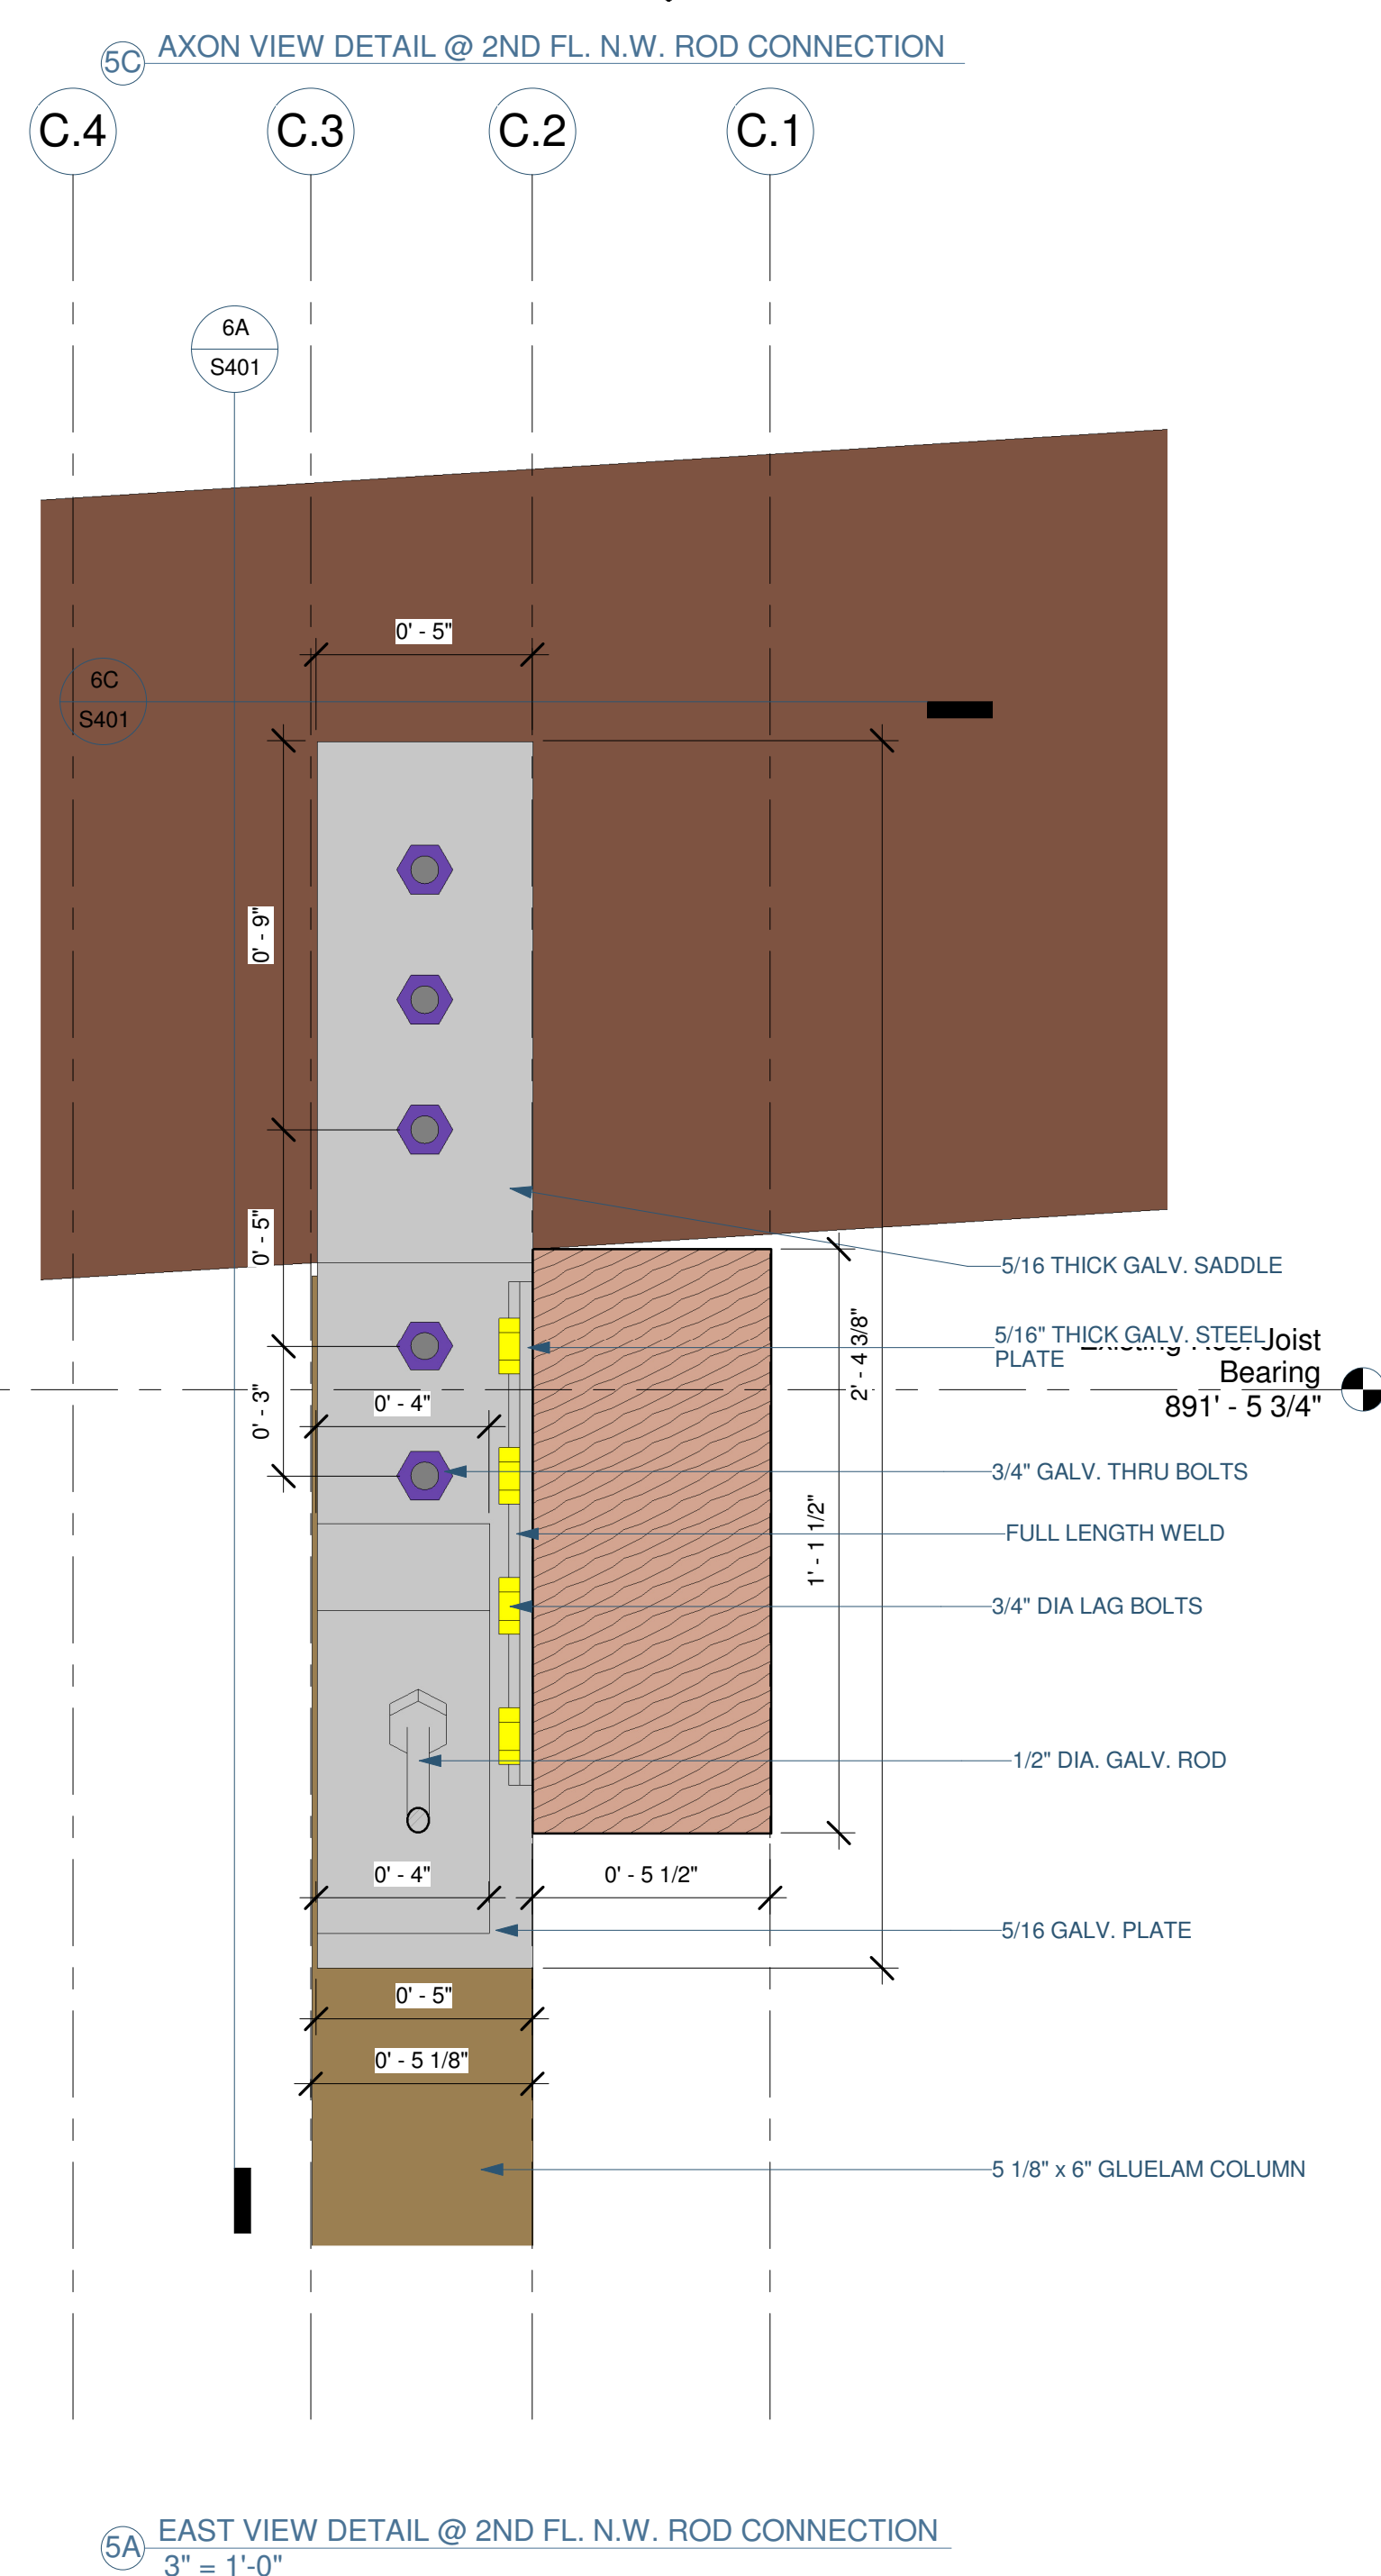 5C AXON VIEW DETAIL @ 2ND FL. N.W. ROD CONNECTION
C.4 C.3 C.2 C.1
6A
S401
0' - 5"
6C
S401
0' - 9"
0' - 5"
5/16 THICK GALV. SADDLE
5/16" THICK GALV. STEEL
PLATE
Joist
Bearing
891' - 5 3/4"
2' - 4 3/8"
0' - 3"
0' - 4"
3/4" GALV. THRU BOLTS
1' - 1 1/2"
FULL LENGTH WELD
3/4" DIA LAG BOLTS
1/2" DIA. GALV. ROD
0' - 4"
0' - 5 1/2"
5/16 GALV. PLATE
0' - 5"
0' - 5 1/8"
5 1/8" x 6" GLUELAM COLUMN
5A EAST VIEW DETAIL @ 2ND FL. N.W. ROD CONNECTION
3" = 1'-0"